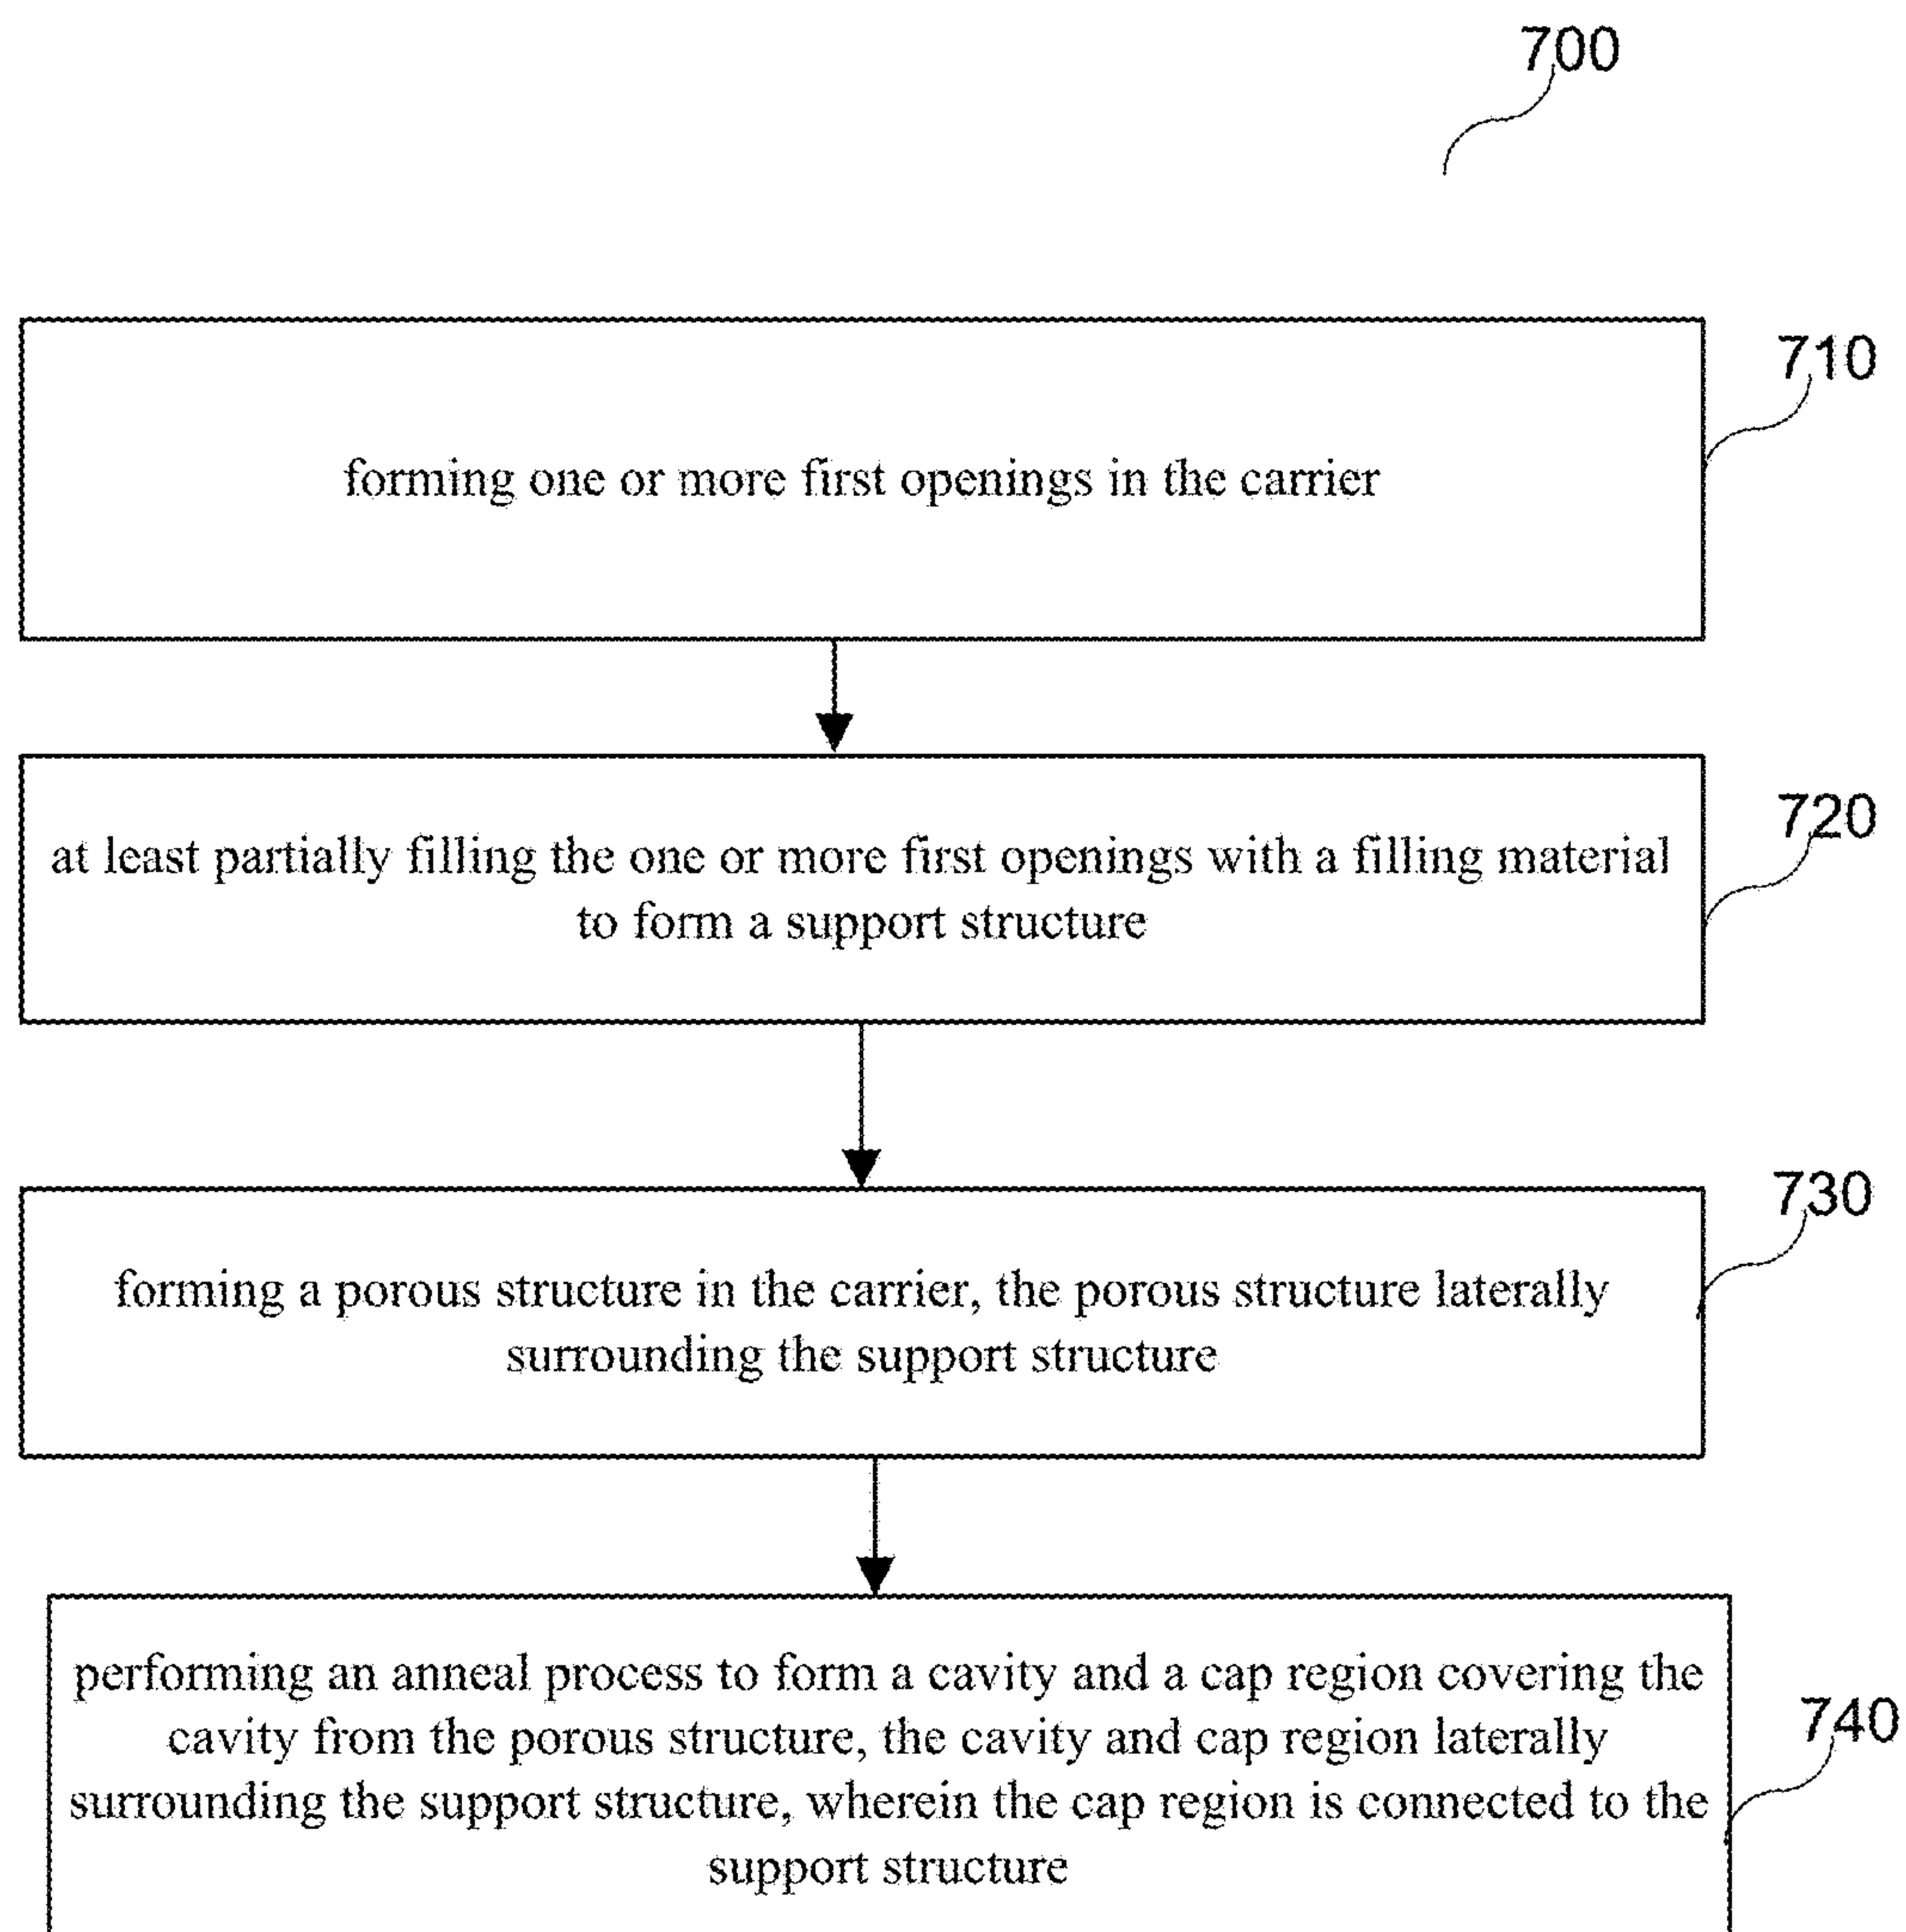 700
710
forming one or more first openings in the carrier
720
at least partially filling the one or more first openings with a filling material
to form a support structure
730
forming a porous structure in the carrier, the porous structure laterally
surrounding the support structure
740
performing an anneal process to form a cavity and a cap region covering the
cavity from the porous structure, the cavity and cap region laterally
surrounding the support structure, wherein the cap region is connected to the
support structure